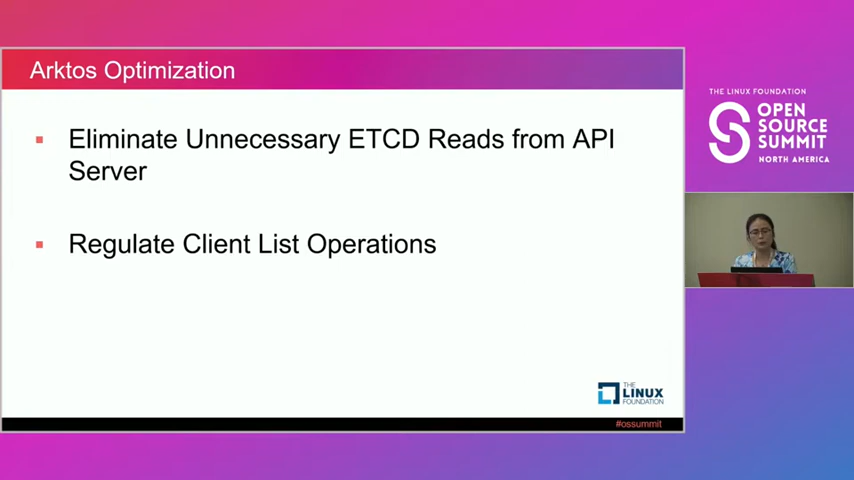 Arktos Optimization
Eliminate Unnecessary ETCD Reads from API
Server
Regulate Client List Operations
THE
LINUX
FOUNDATION
#ossummit
THE LINUX FOUNDATION
OPEN
SOURCE
SUMMIT
NORTH AMERICA